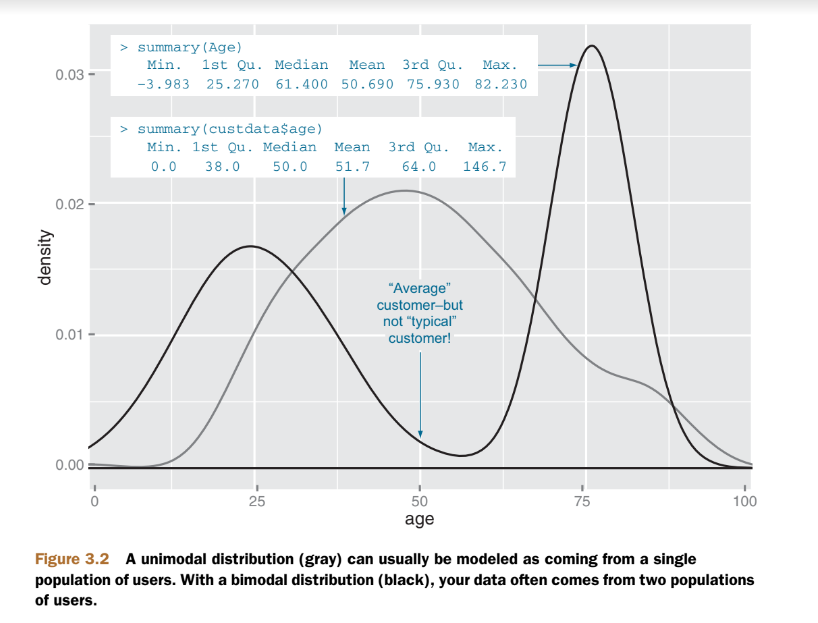 > summary(Age)
Min. 1st Qu. Median Mean 3rd Qu. Max.
-3.983 25.270 61.400 50.690 75.930 82.230
> summary(custdata$age)
Min. 1st Qu. Median Mean 3rd Qu. Max.
0.0 38.0 50.0 51.7 64.0 146.7
0.03
0.02
0.01
0.00
density
“Average”
customer–but
not “typical”
customer!
0 25 50 75 100
age
Figure 3.2 A unimodal distribution (gray) can usually be modeled as coming from a single
population of users. With a bimodal distribution (black), your data often comes from two populations
of users.